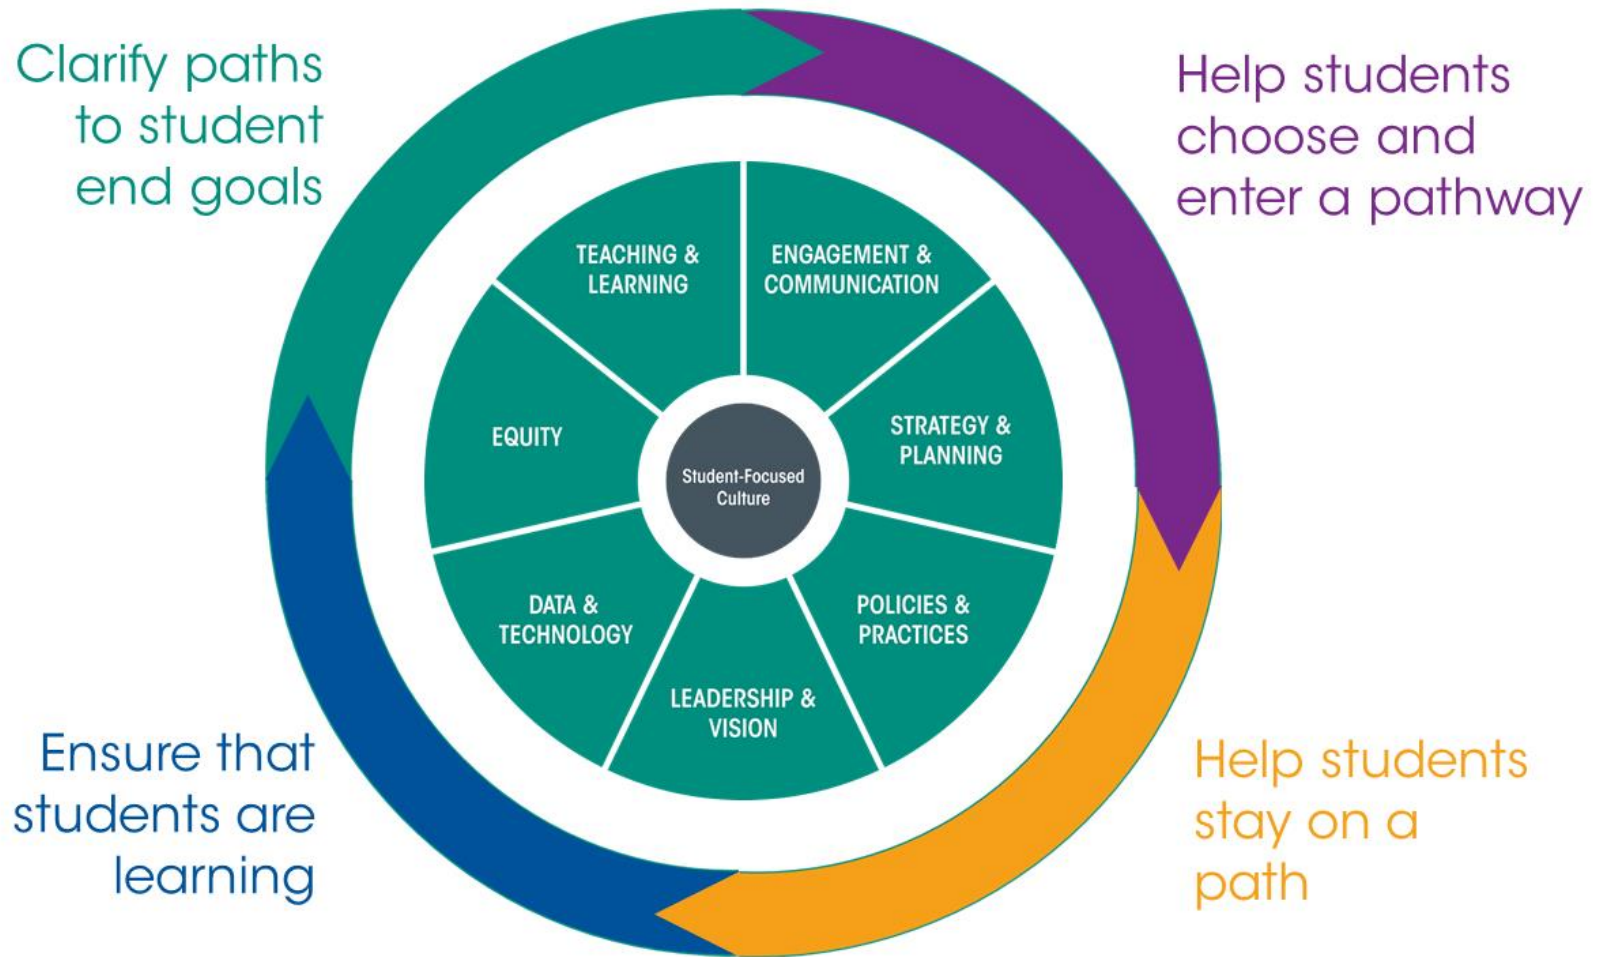 Clarify paths
to student
end goals
Help students
choose and
enter a pathway
TEACHING &
LEARNING
ENGAGEMENT &
COMMUNICATION
EQUITY
STRATEGY &
PLANNING
Student-Focused
Culture
DATA &
TECHNOLOGY
POLICIES &
PRACTICES
LEADERSHIP &
VISION
Ensure that
students are
learning
Help students
stay on a
path